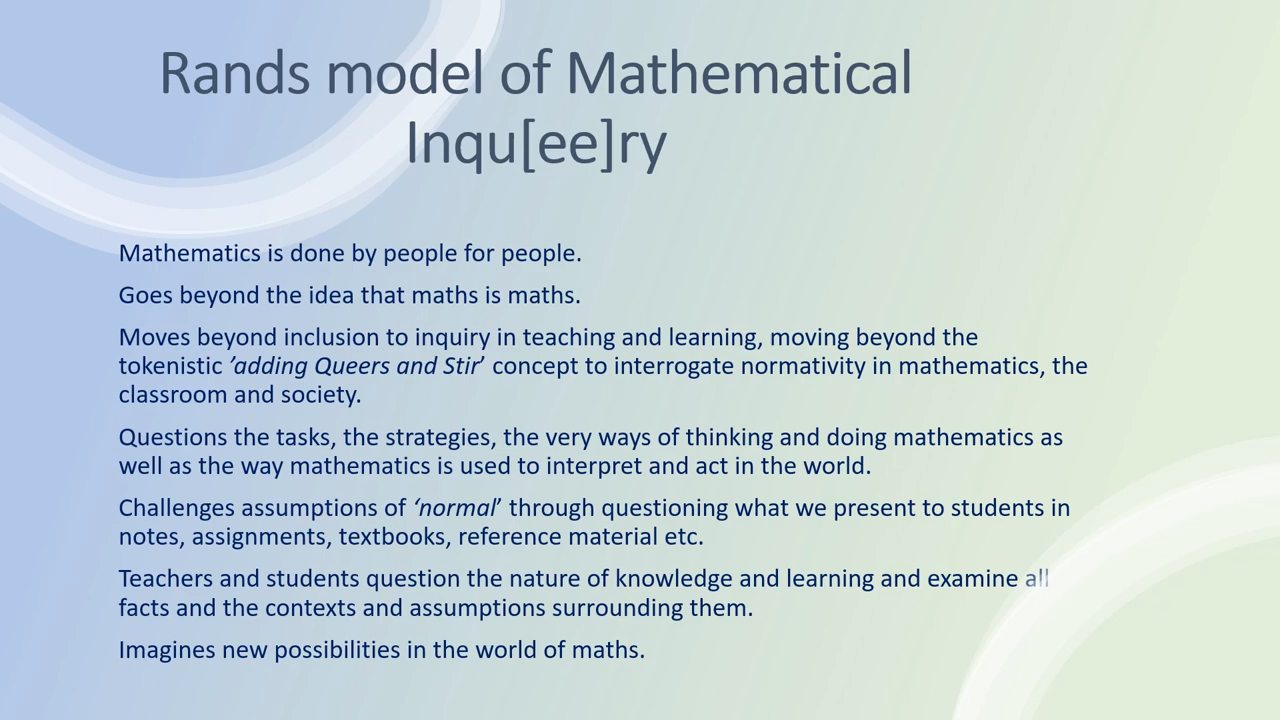 Rands model of Mathematical
Inqu[ee]ry
Mathematics is done by people for people.
Goes beyond the idea that maths is maths.
Moves beyond inclusion to inquiry in teaching and learning, moving beyond the
tokenistic ’adding Queers and Stir’ concept to interrogate normativity in mathematics, the
classroom and society.
Questions the tasks, the strategies, the very ways of thinking and doing mathematics as
well as the way mathematics is used to interpret and act in the world.
Challenges assumptions of ‘normal’ through questioning what we present to students in
notes, assignments, textbooks, reference material etc.
Teachers and students question the nature of knowledge and learning and examine all
facts and the contexts and assumptions surrounding them.
Imagines new possibilities in the world of maths.